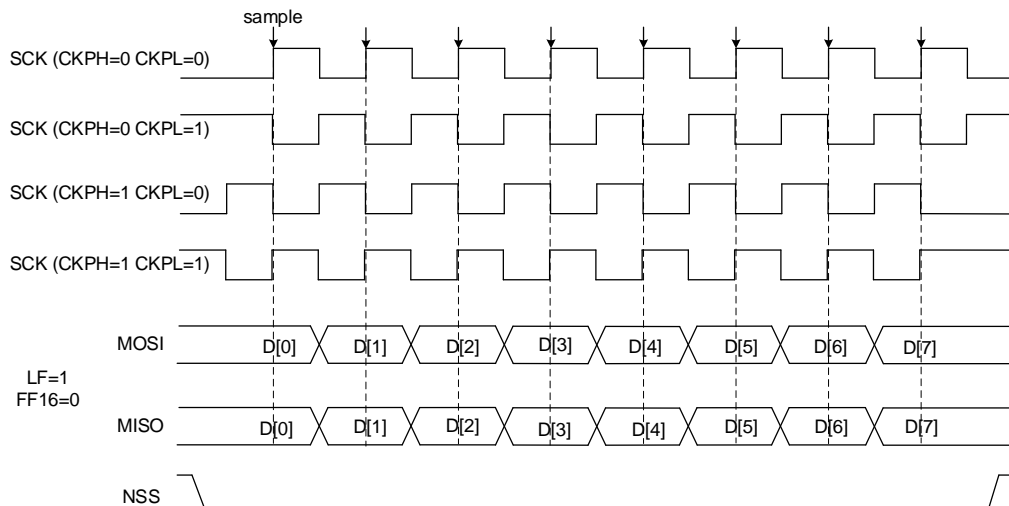 sample
SCK (CKPH=0 CKPL=0)
SCK (CKPH=0 CKPL=1)
SCK (CKPH=1 CKPL=0)
SCK (CKPH=1 CKPL=1)
MOSI D[0] D[1] D[2] D[3] D[4] D[5] D[6] D[7]
LF=1
FF16=0
MISO D[0] D[1] D[2] D[3] D[4] D[5] D[6] D[7]
NSS